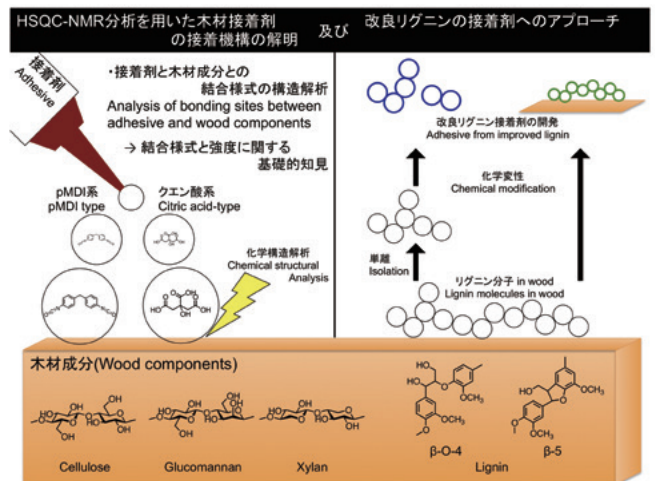 HSQC-NMR分析を用いた木材接着剤
の接着機構の解明
及び
改良リグニンの接着剤へのアプローチ
接着剤
Adhesive
・接着剤と木材成分との
結合様式の構造解析
Analysis of bonding sites between
adhesive and wood components
→ 結合様式と強度に関する
基礎的知見
pMDI系
pMDI type
クエン酸系
Citric acid-type
化学構造解析
Chemical structural
Analysis
改良リグニン接着剤の開発
Adhesive from improved lignin
化学変性
Chemical modification
単離
Isolation
リグニン分子 in wood
Lignin molecules in wood
木材成分(Wood components)
Cellulose
Glucomannan
Xylan
β-O-4
Lignin
β-5